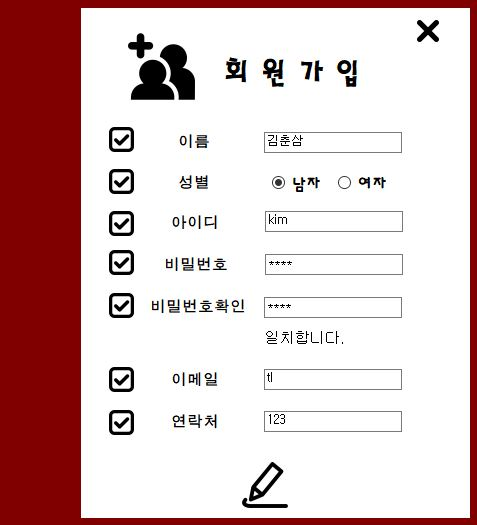 회 원 가 입
이름 김춘삼
성별 남자 여자
아이디 kim
비밀번호 ****
비밀번호확인 ****
일치합니다.
이메일 tl
연락처 123